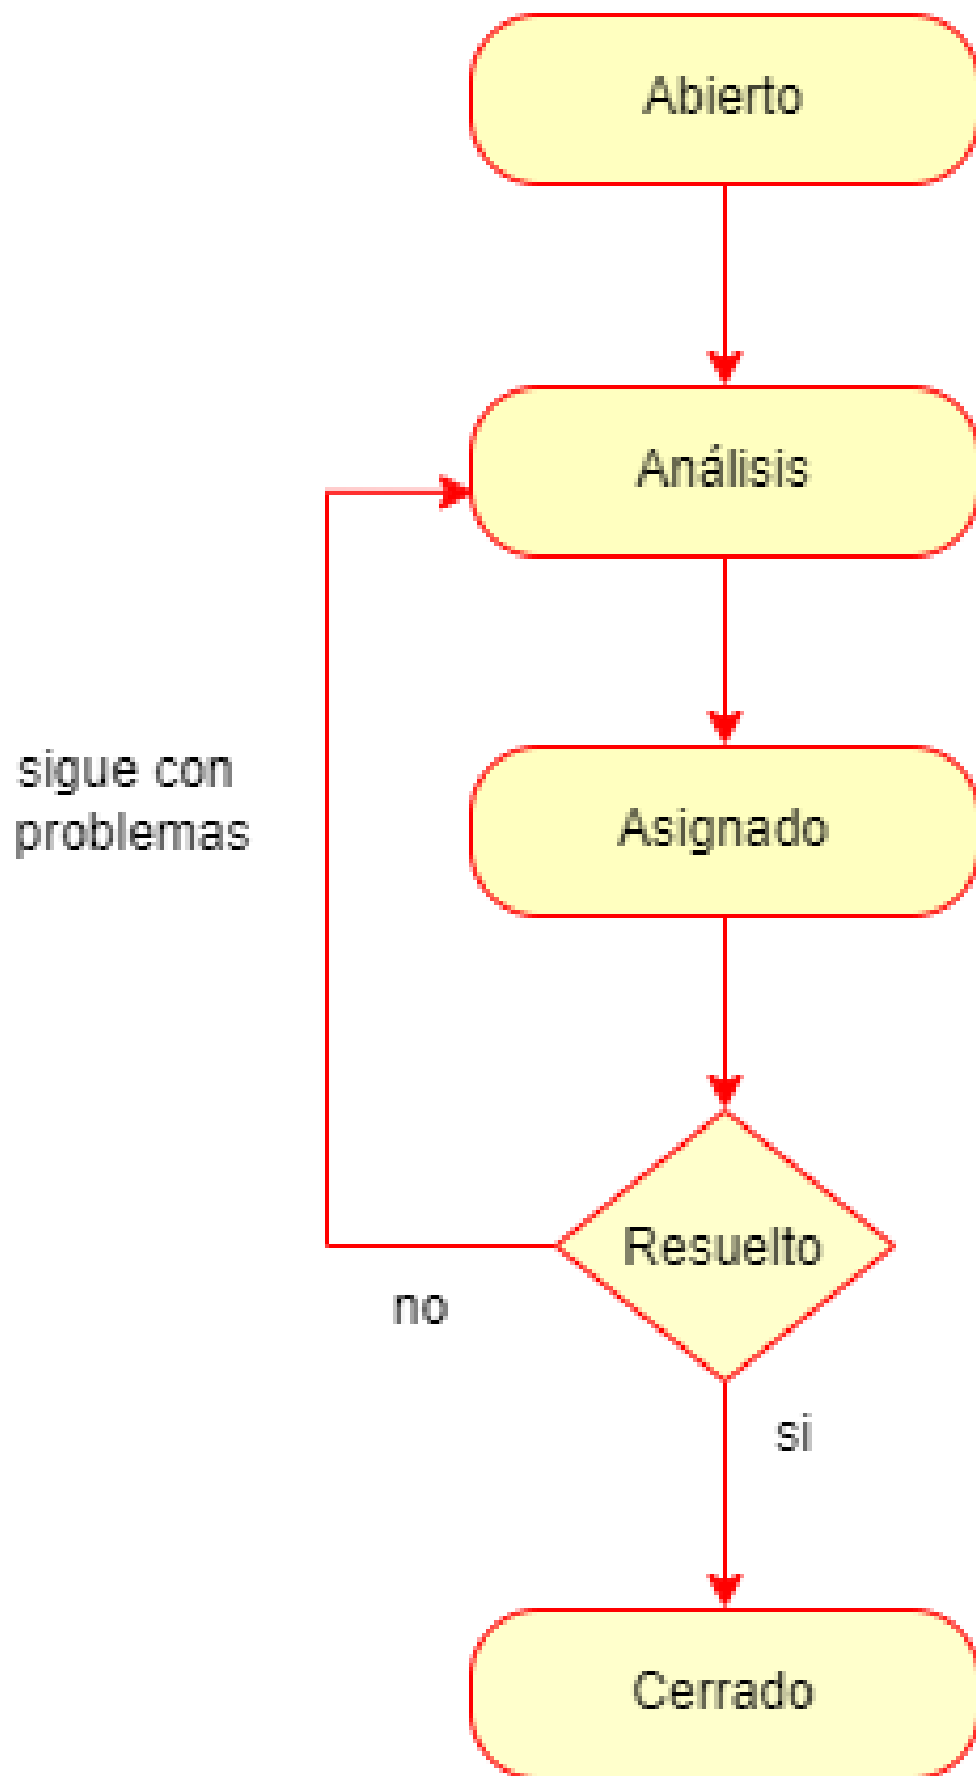 Abierto
Análisis
sigue con
problemas
Asignado
Resuelto
no
si
Cerrado